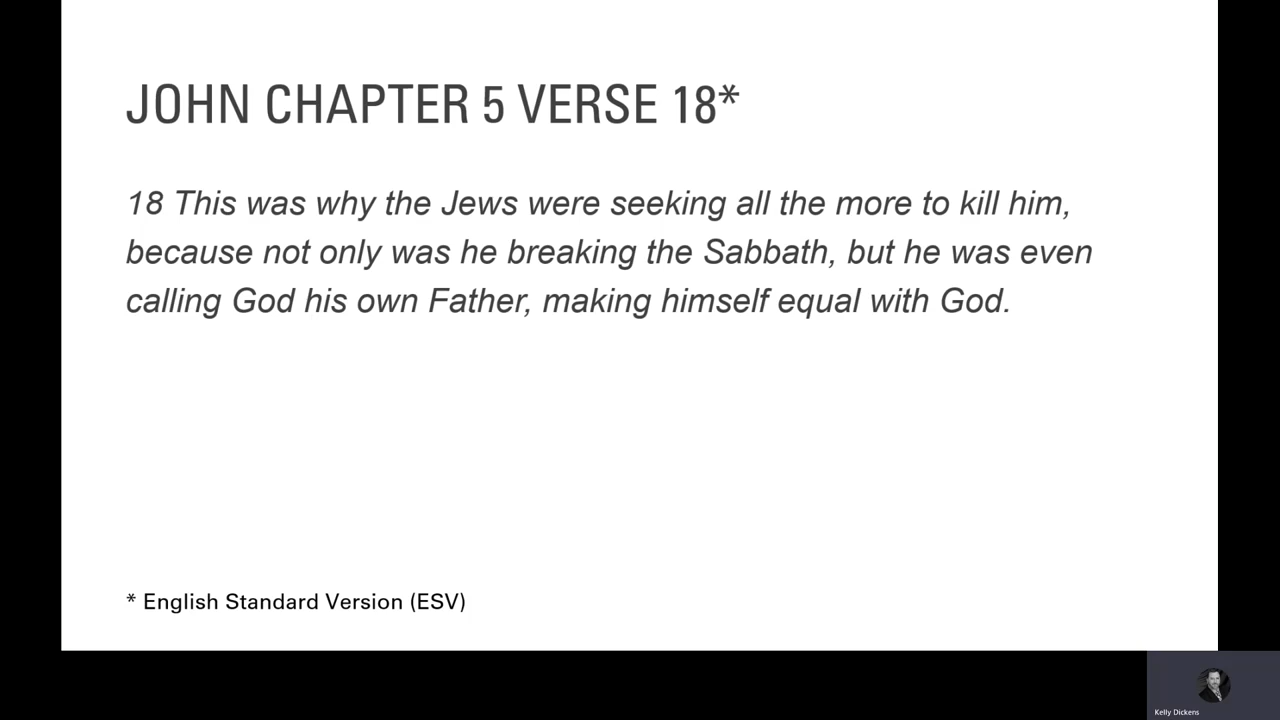 JOHN CHAPTER 5 VERSE 18*
18 This was why the Jews were seeking all the more to kill him,
because not only was he breaking the Sabbath, but he was even
calling God his own Father, making himself equal with God.
* English Standard Version (ESV)
Kelly Dickens